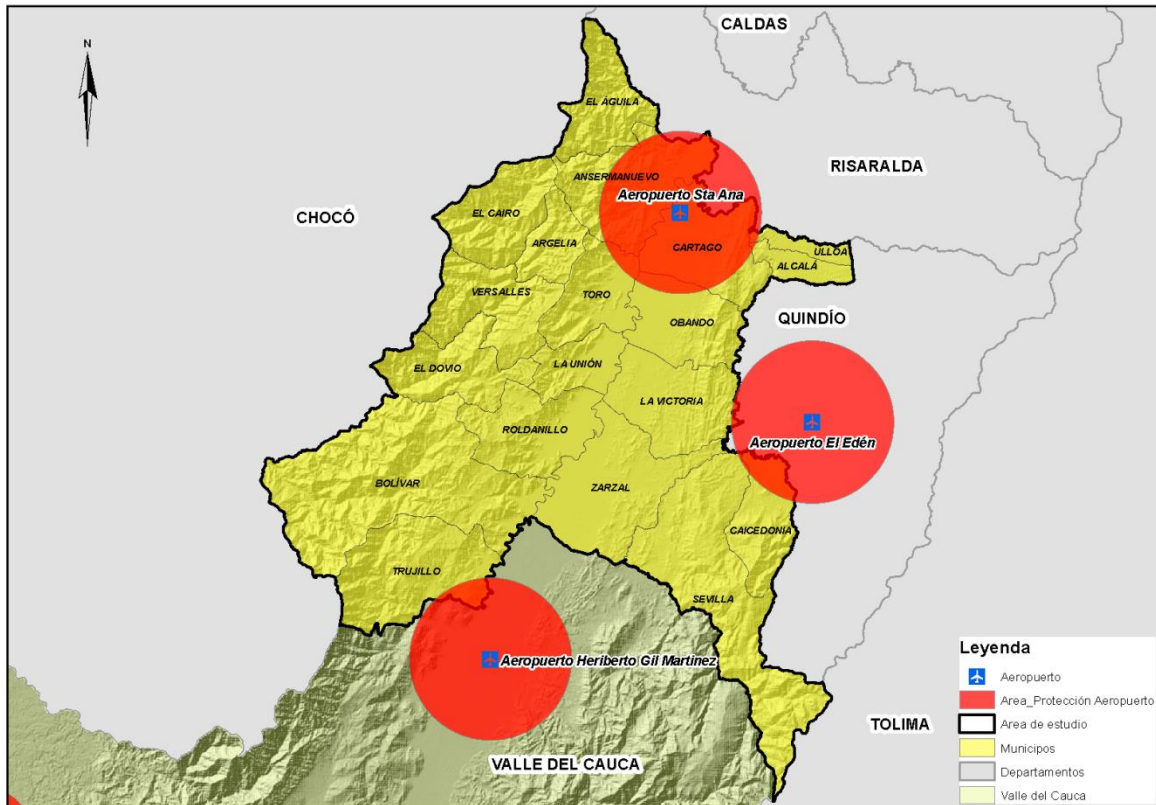 CALDAS
N
EL ÁGUILA
RISARALDA
ANSERMANUEVO
Aeropuerto Sta Ana
CHOCÓ
EL CAIRO
ARGELIA
CARTAGO
ULLOA
ALCALÁ
VERSALLES
TORO
QUINDÍO
OBANDO
EL DOVIO
LA UNIÓN
LA VICTORIA
ROLDANILLO
Aeropuerto El Edén
BOLÍVAR
ZARZAL
CAICEDONIA
TRUJILLO
SEVILLA
Aeropuerto Heriberto Gil Martinez
TOLIMA
VALLE DEL CAUCA
Leyenda
Aeropuerto
Area_Protección Aeropuerto
Area de estudio
Municipos
Departamentos
Valle del Cauca